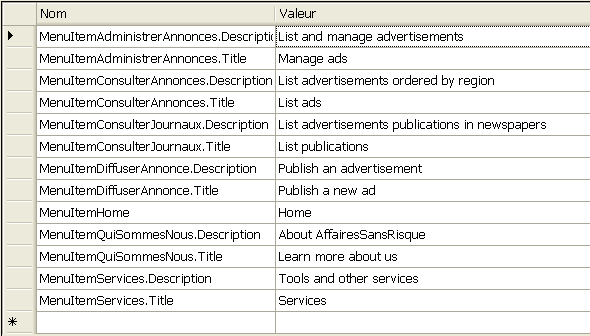 Nom Valeur
MenuItemAdministrerAnnonces.Descriptio List and manage advertisements
MenuItemAdministrerAnnonces.Title Manage ads
MenuItemConsulterAnnonces.Description List advertisements ordered by region
MenuItemConsulterAnnonces.Title List ads
MenuItemConsulterJournaux.Description List advertisements publications in newspapers
MenuItemConsulterJournaux.Title List publications
MenuItemDiffuserAnnonce.Description Publish an advertisement
MenuItemDiffuserAnnonce.Title Publish a new ad
MenuItemHome Home
MenuItemQuiSommesNous.Description About AffairesSansRisque
MenuItemQuiSommesNous.Title Learn more about us
MenuItemServices.Description Tools and other services
MenuItemServices.Title Services